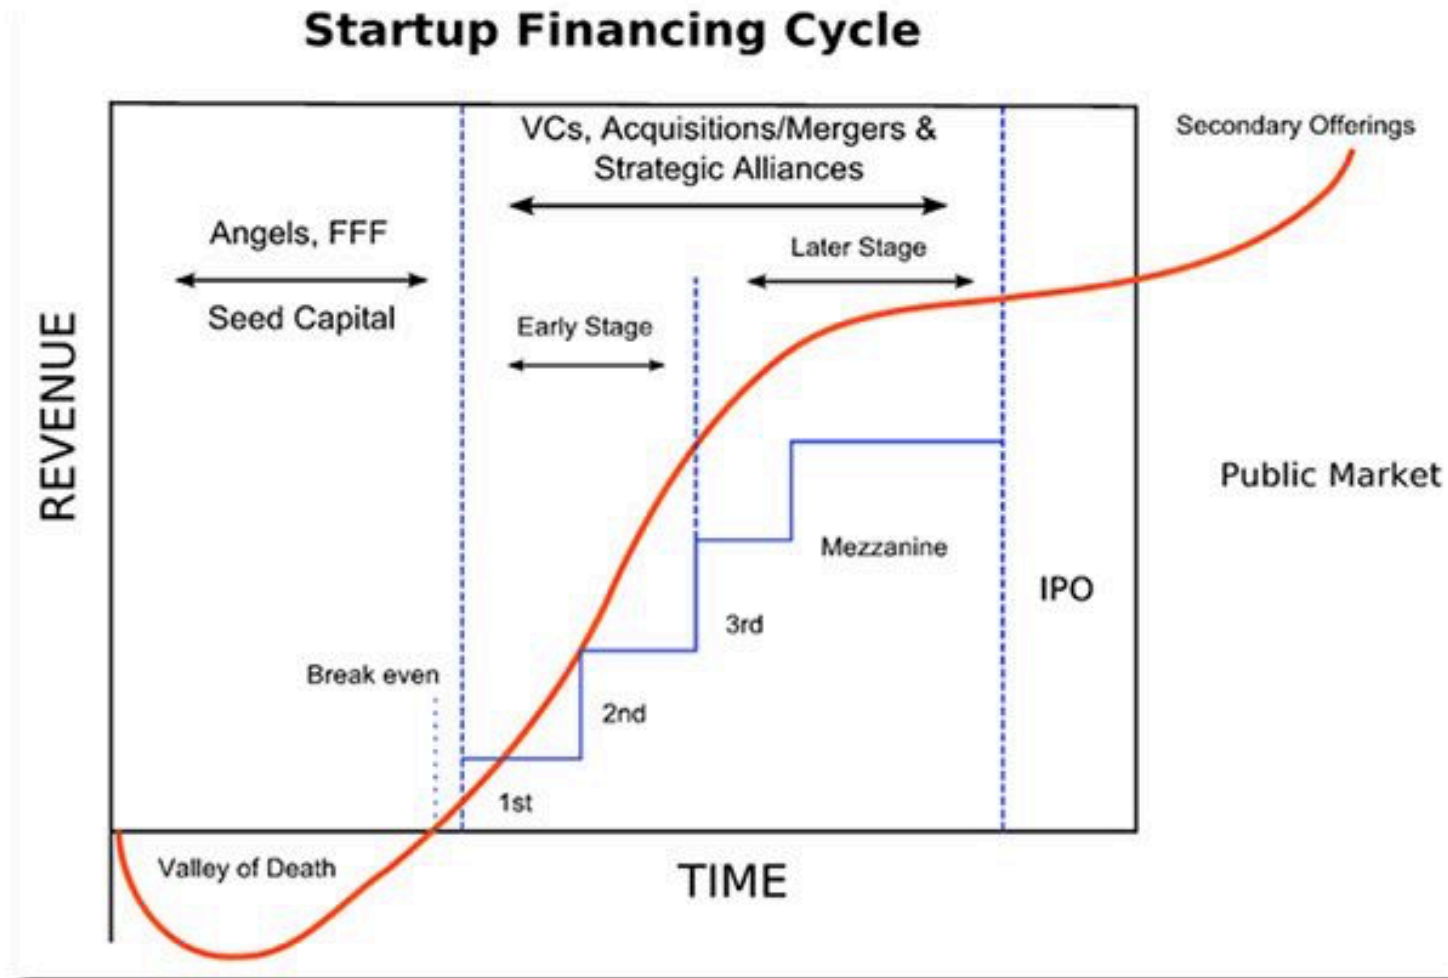 Startup Financing Cycle
VCs, Acquisitions/Mergers &
Strategic Alliances
Secondary Offerings
Angels, FFF
Seed Capital
Later Stage
Early Stage
REVENUE
Public Market
Mezzanine
IPO
3rd
Break even
2nd
1st
Valley of Death
TIME